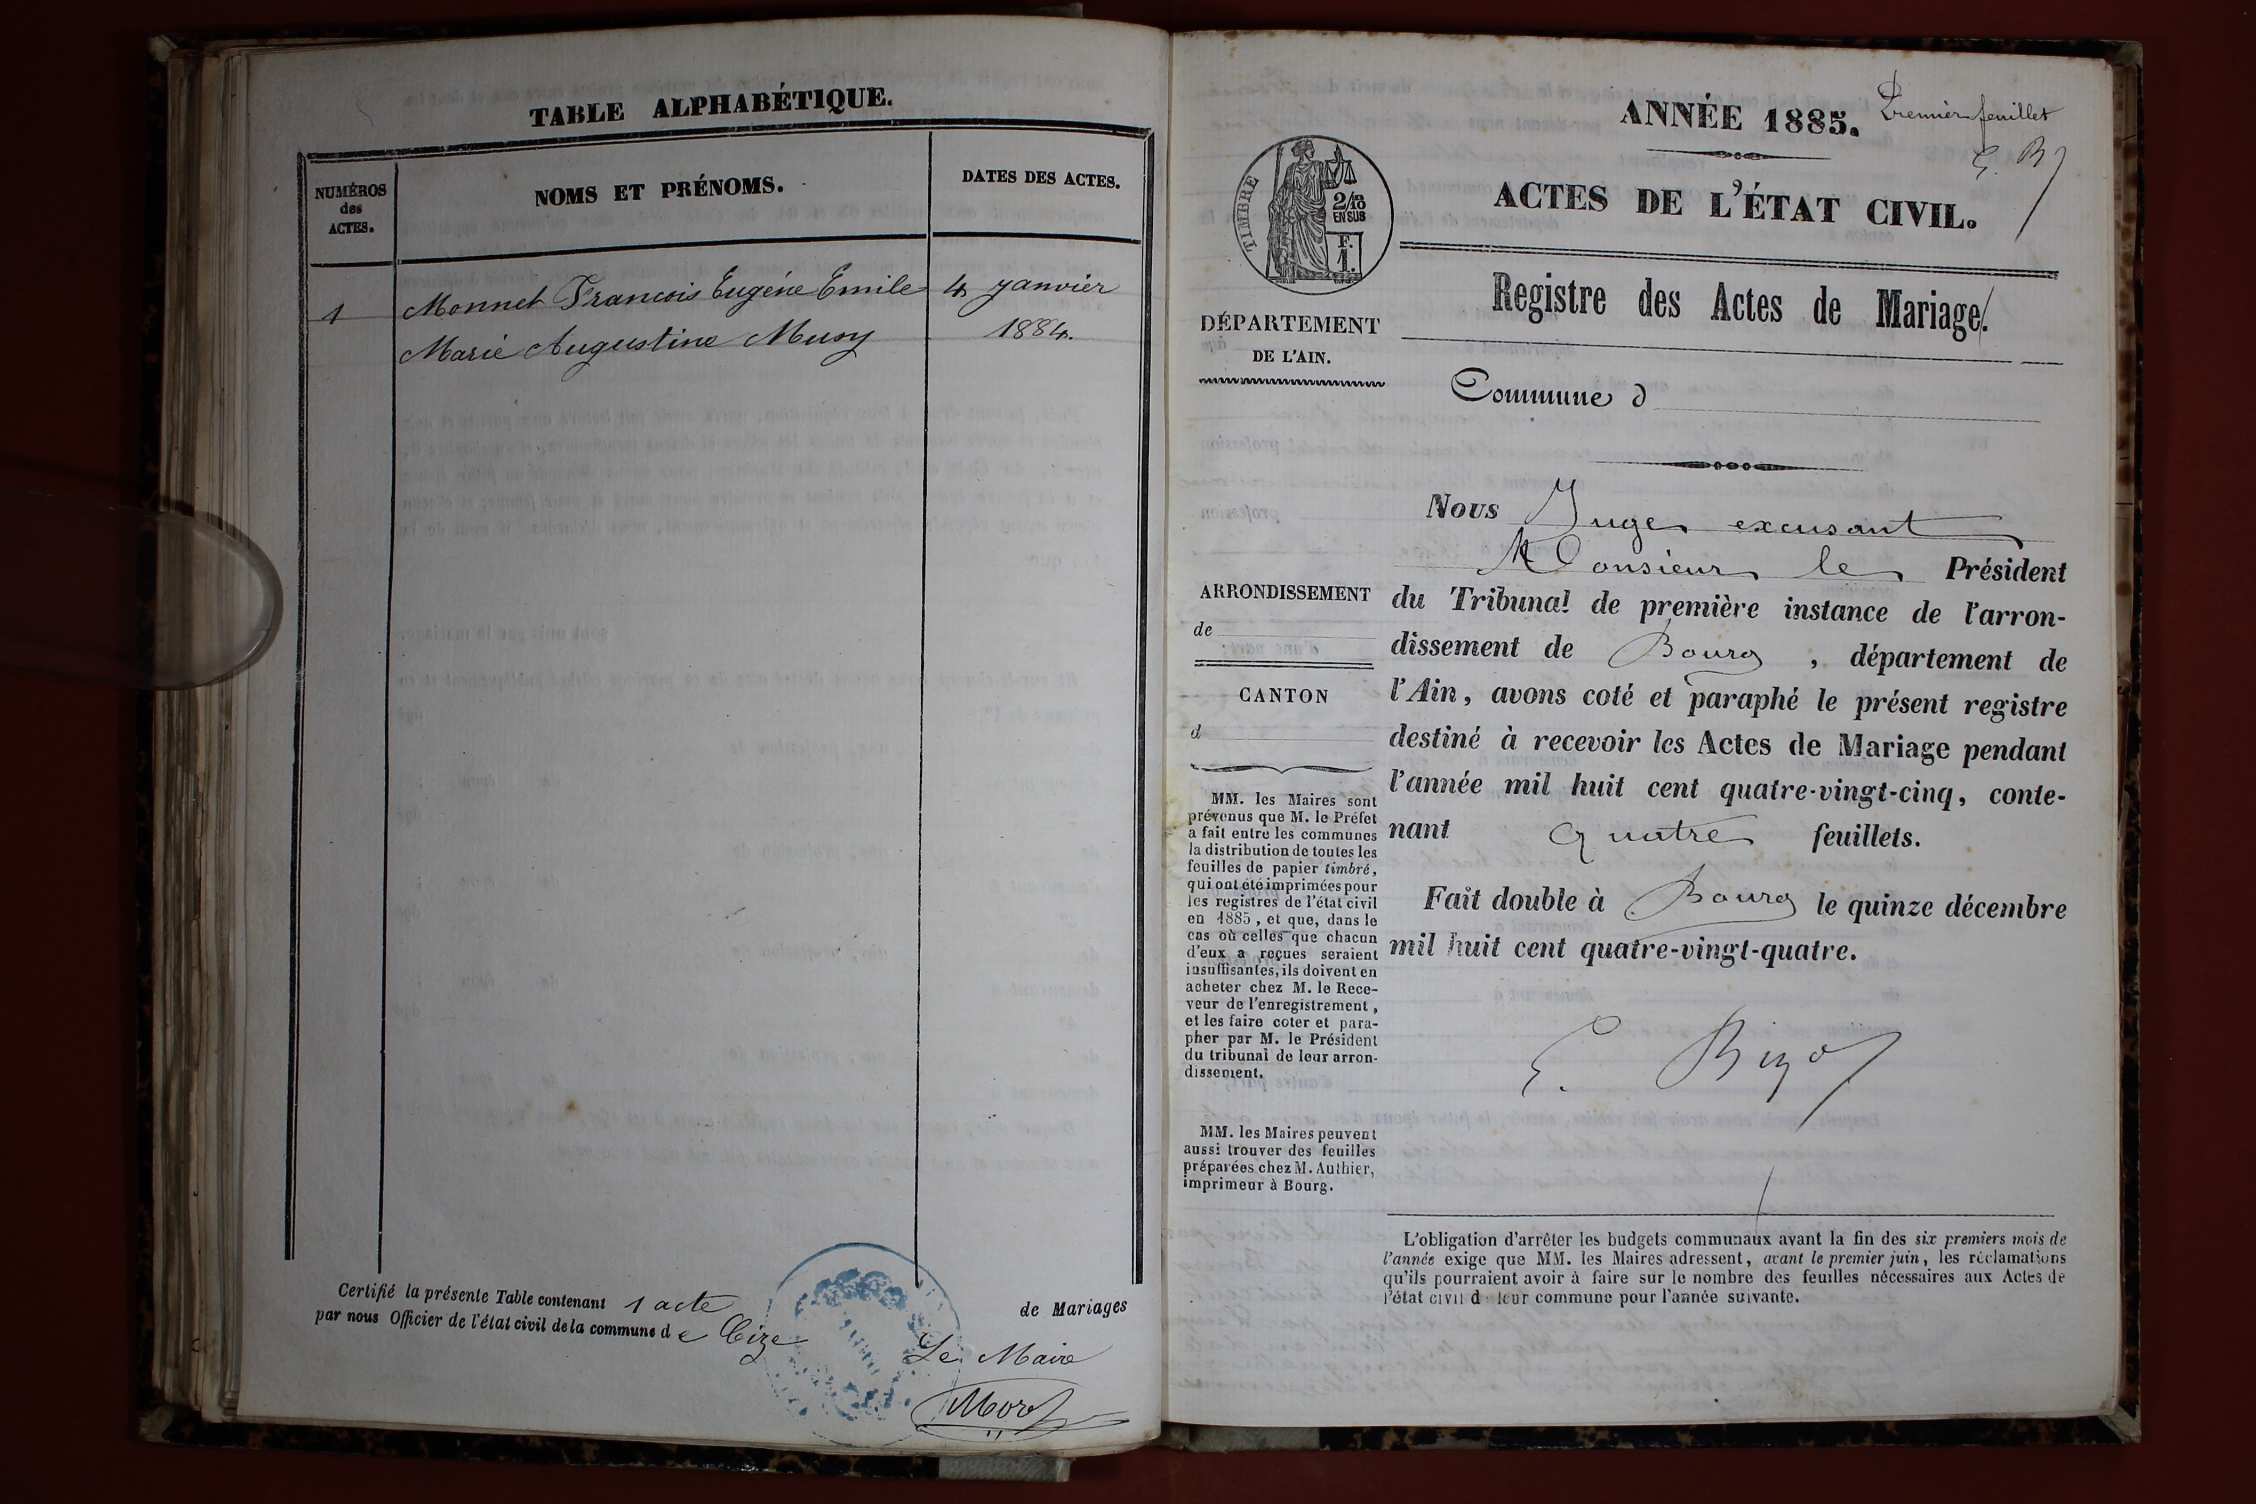 TABLE ALPHABÉTIQUE.
NUMÉROS
des
ACTES.
NOMS ET PRÉNOMS.
DATES DES ACTES.
1
Monnet Francois Eugéne Emile
4 Janvier
Marie Augustine Musy
1884.
Certifié la présente Table contenant 1 acte de Mariages
par nous Officier de l'état civil de la commune de Cize
Le Maire
ANNÉE 1885.
Premier feuillet
ACTES DE L'ÉTAT CIVIL.
TIMBRE
2/10
EN SUS
F.
1.
Registre des Actes de Mariage.
DÉPARTEMENT
DE L'AIN.
Commune d
Nous Juge excusant
Monsieur le Président
du Tribunal de première instance de l'arron-
dissement de Bourg, département de
l'Ain, avons coté et paraphé le présent registre
destiné à recevoir les Actes de Mariage pendant
l'année mil huit cent quatre-vingt-cinq, conte-
nant quatre feuillets.
Fait double à Bourg le quinze décembre
mil huit cent quatre-vingt-quatre.
ARRONDISSEMENT
de
CANTON
d
MM. les Maires sont
prévenus que M. le Préfet
a fait entre les communes
la distribution de toutes les
feuilles de papier timbré,
qui ont été imprimées pour
les registres de l'état civil
en 1885, et que, dans le
cas où celles que chacun
d'eux a reçues seraient
insuffisantes, ils doivent en
acheter chez M. le Rece-
veur de l'enregistrement,
et les faire coter et para-
pher par M. le Président
du tribunal de leur arron-
dissement.
MM. les Maires peuvent
aussi trouver des feuilles
préparées chez M. Authier,
imprimeur à Bourg.
L'obligation d'arrêter les budgets communaux avant la fin des six premiers mois de
l'année exige que MM. les Maires adressent, avant le premier juin, les réclamations
qu'ils pourraient avoir à faire sur le nombre des feuilles nécessaires aux Actes de
l'état civil d leur commune pour l'année suivante.